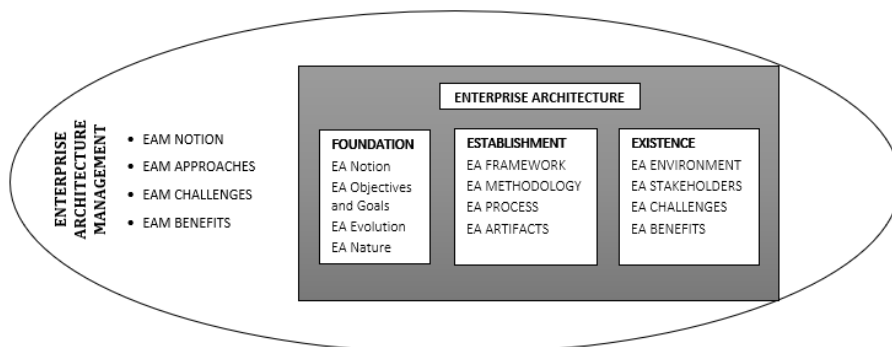 ENTERPRISE
ARCHITECTURE
MANAGEMENT
• EAM NOTION
• EAM APPROACHES
• EAM CHALLENGES
• EAM BENEFITS
ENTERPRISE ARCHITECTURE
FOUNDATION
EA Notion
EA Objectives
and Goals
EA Evolution
EA Nature
ESTABLISHMENT
EA FRAMEWORK
EA METHODOLOGY
EA PROCESS
EA ARTIFACTS
EXISTENCE
EA ENVIRONMENT
EA STAKEHOLDERS
EA CHALLENGES
EA BENEFITS